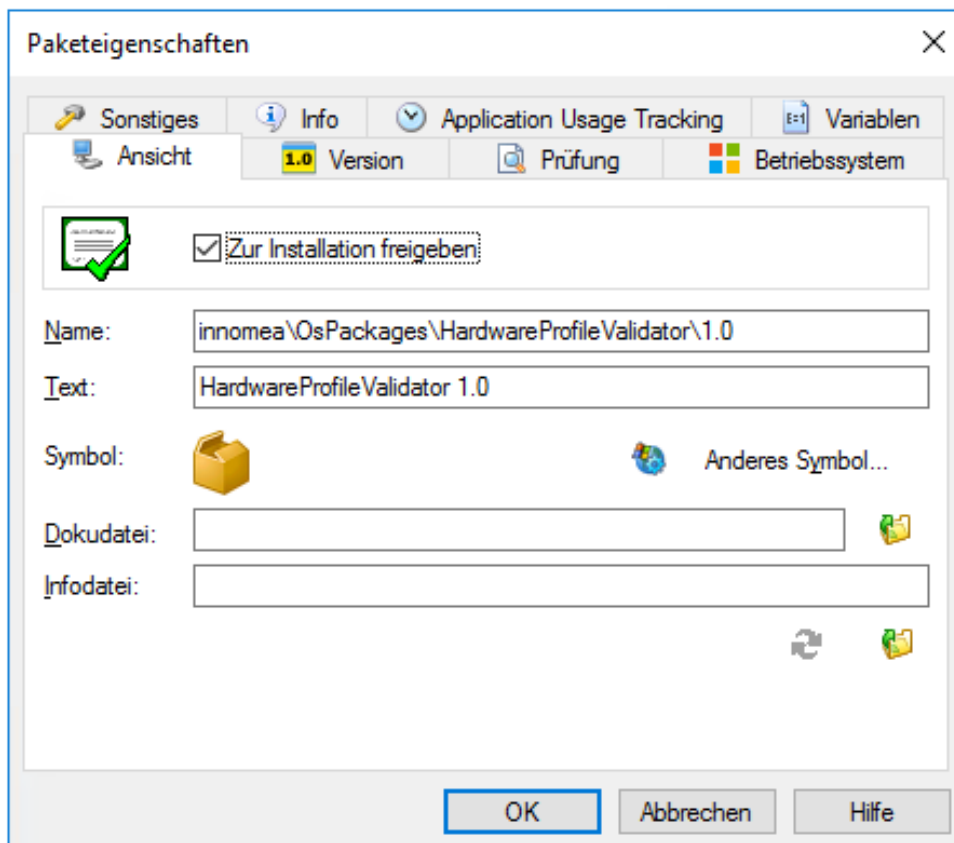 Paketeigenschaften
Sonstiges Info Application Usage Tracking E=1 Variablen
Ansicht 1.0 Version Prüfung Betriebssystem
Zur Installation freigeben
Name: innomea\OsPackages\HardwareProfileValidator\1.0
Text: HardwareProfileValidator 1.0
Symbol: Anderes Symbol...
Dokudatei:
Infodatei:
OK Abbrechen Hilfe